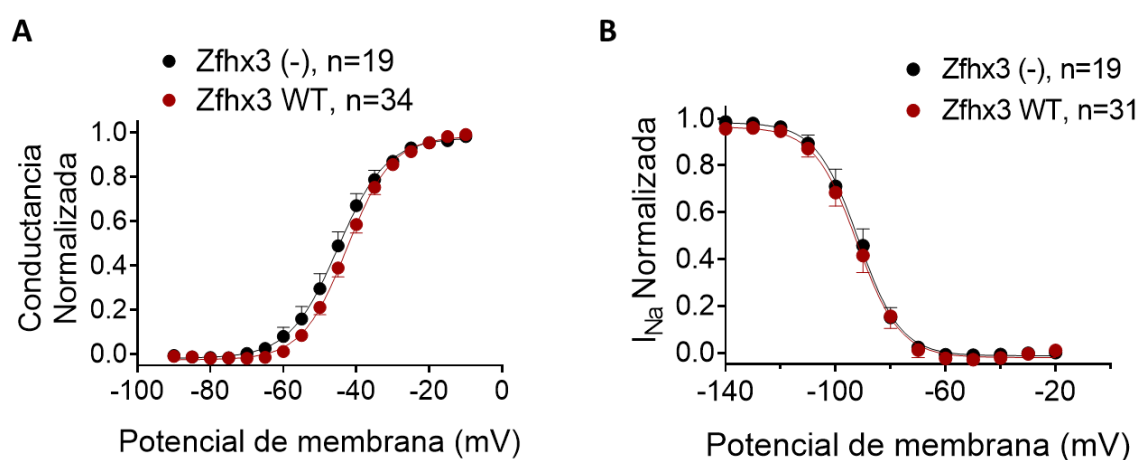 A
Zfhx3 (-), n=19
Zfhx3 WT, n=34
Conductancia
Normalizada
1.0
0.8
0.6
0.4
0.2
0.0
-100 -80 -60 -40 -20 0
Potencial de membrana (mV)
B
Zfhx3 (-), n=19
Zfhx3 WT, n=31
INa Normalizada
1.0
0.8
0.6
0.4
0.2
0.0
-140 -100 -60 -20
Potencial de membrana (mV)